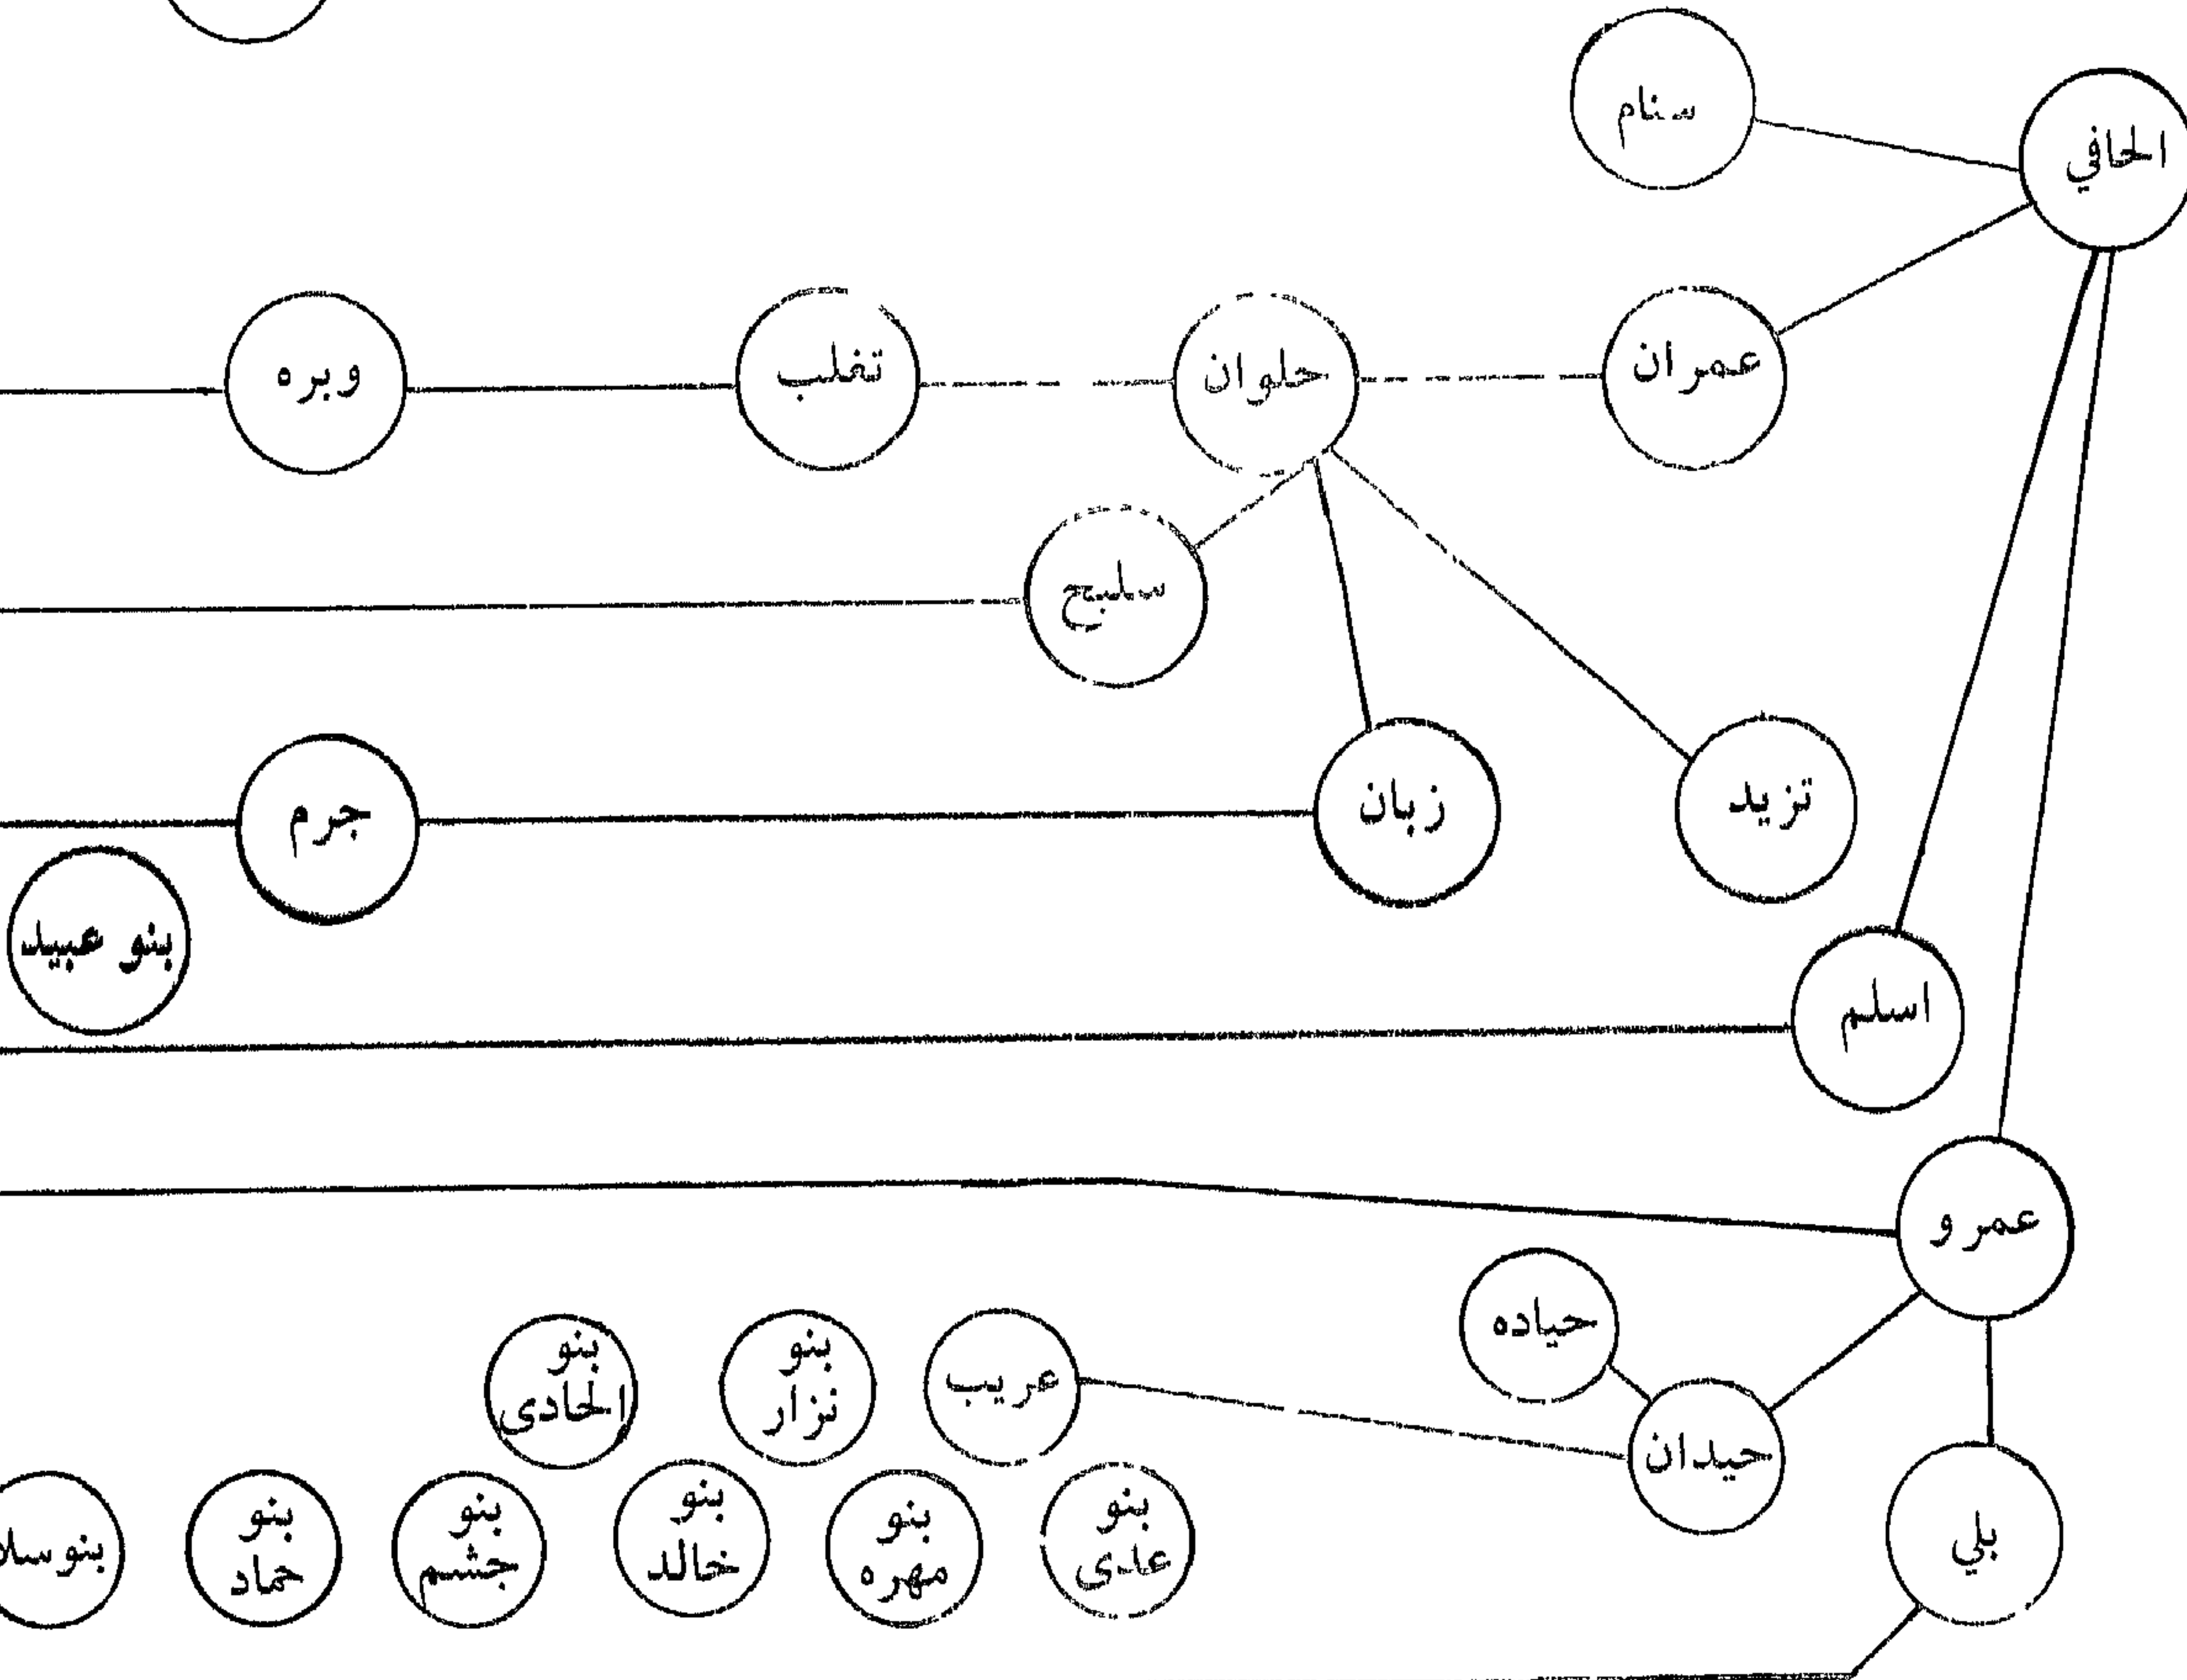 سنام
الحافي
عمران
حلوان
تغلب
وبره
سليح
تزيد
زبان
جرم
بنو عبيد
اسلم
عمرو
حياده
عريب
بنو
نزار
بنو
الحادى
حيدان
بلي
بنو
عدى
بنو
مهره
بنو
خالد
بنو
جشم
بنو
حماد
بنو